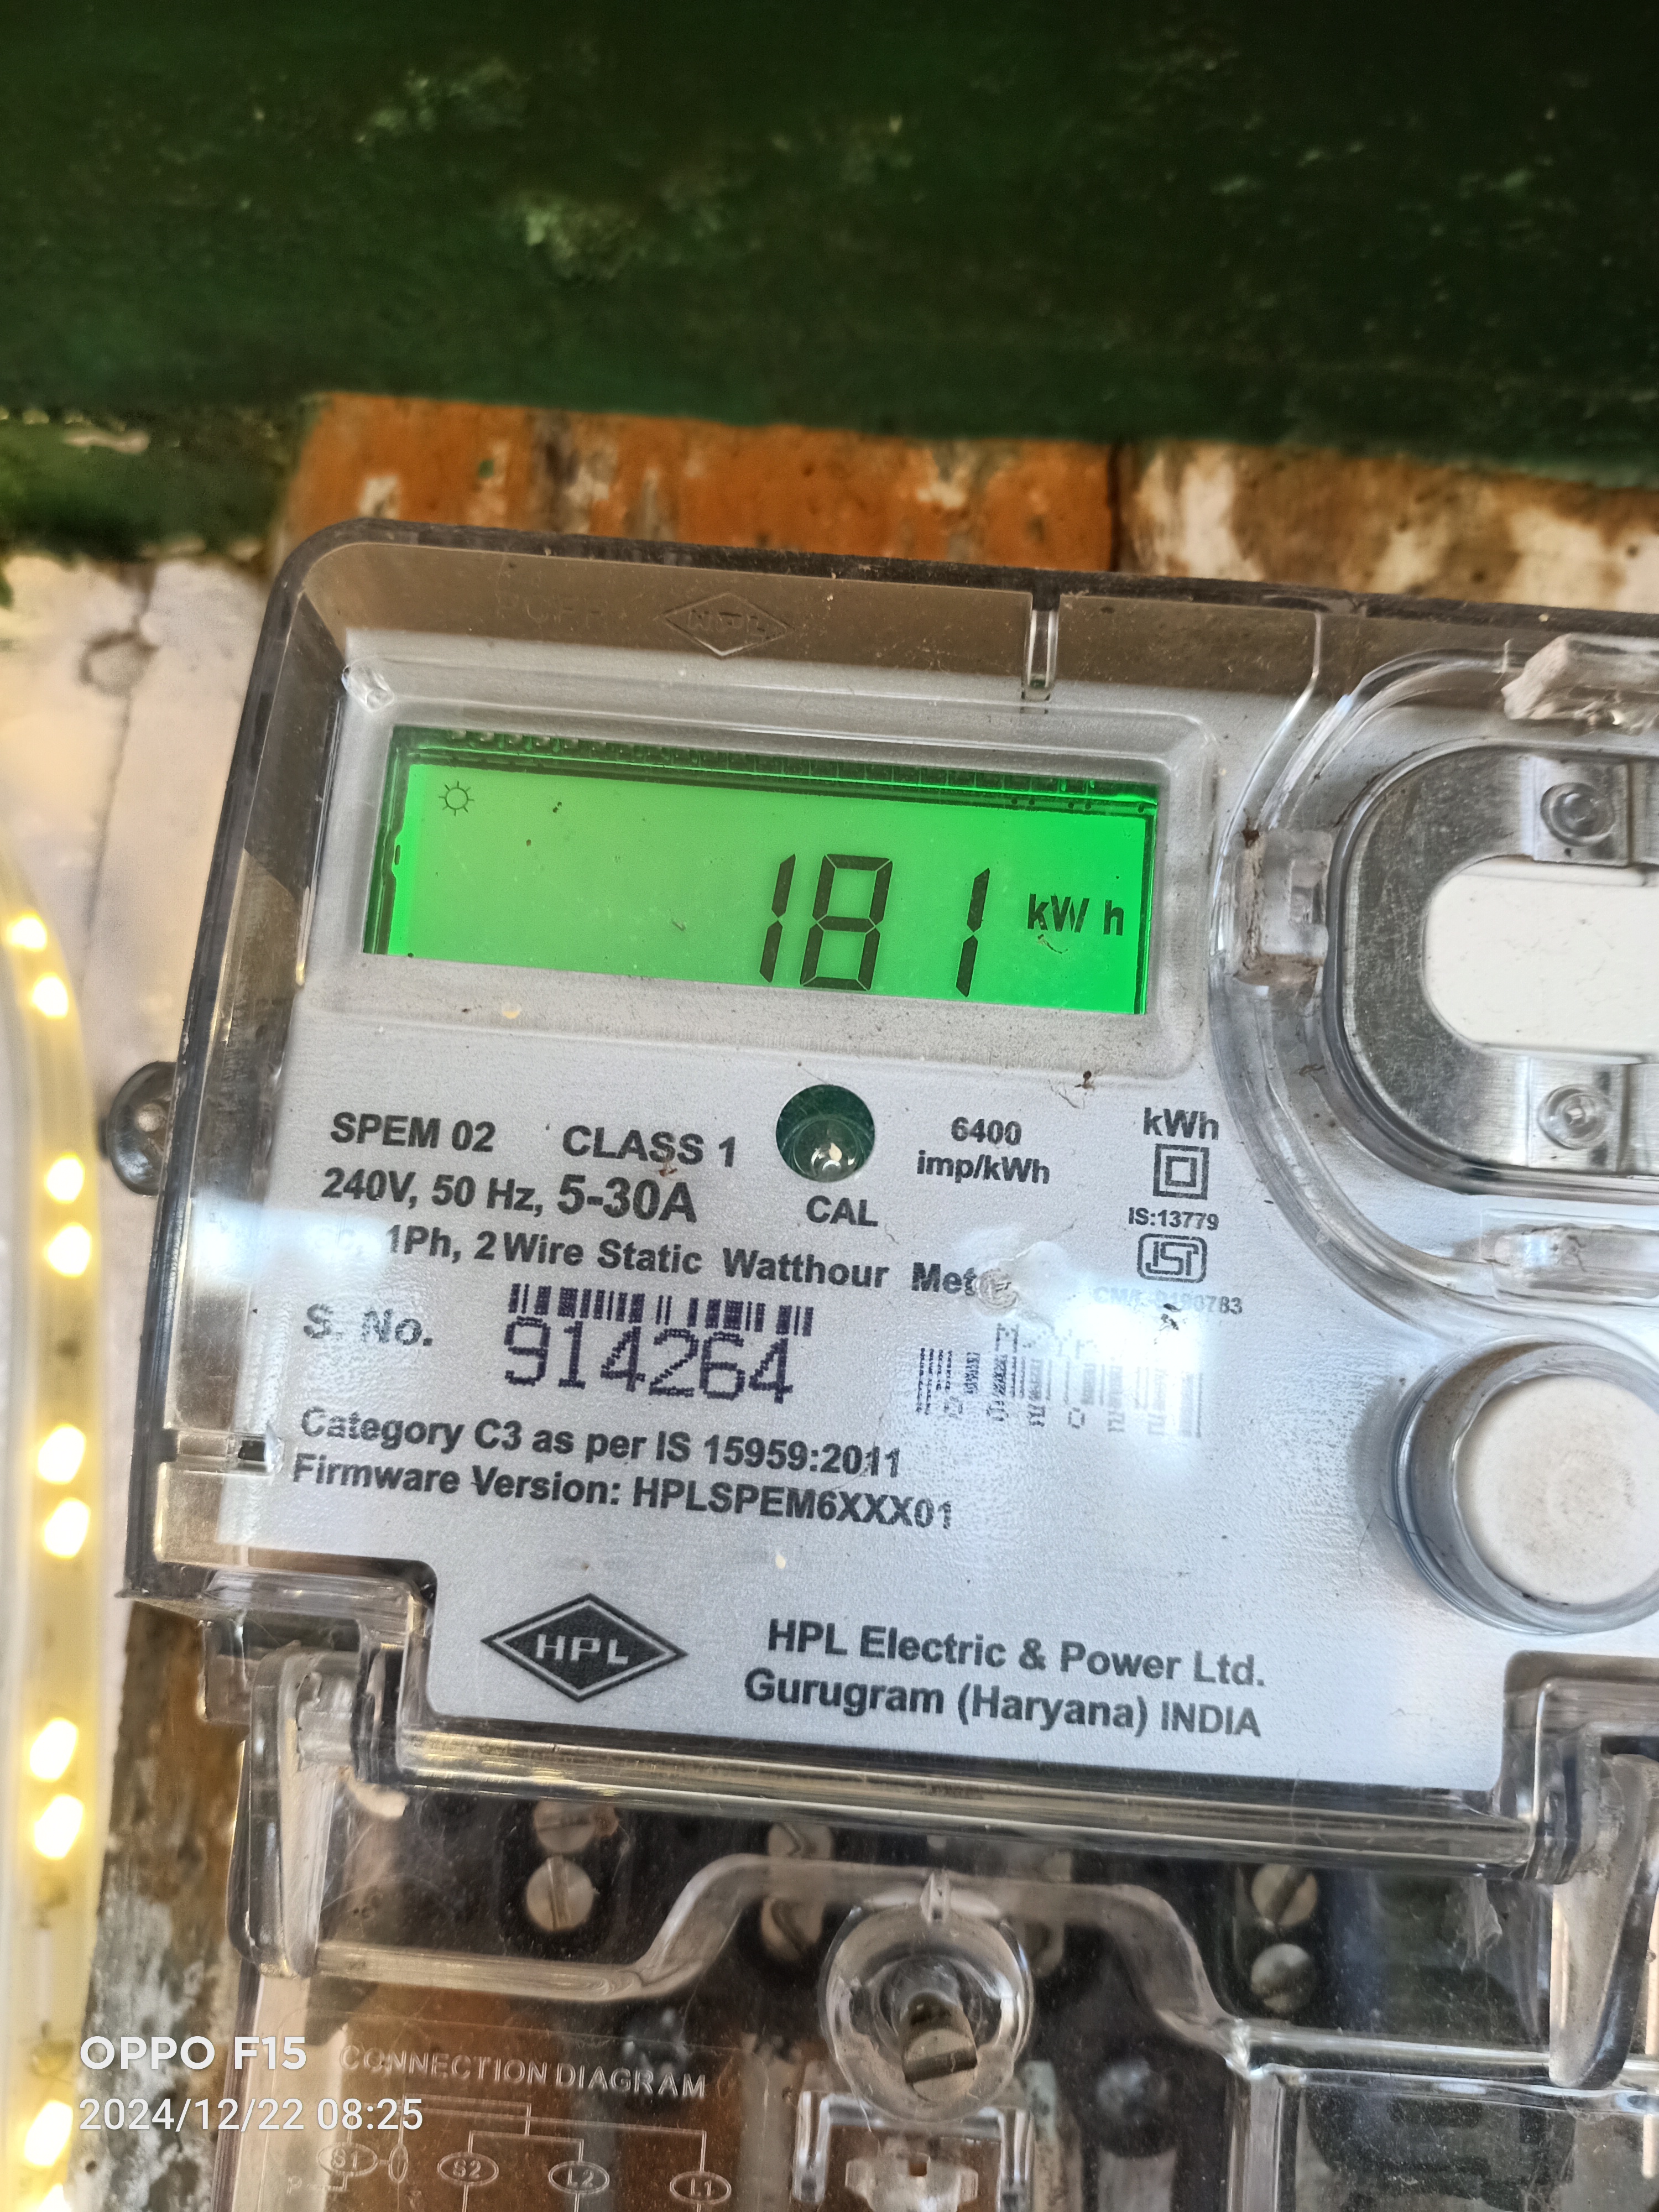 HPL
181 kWh
SPEM 02 CLASS 1
240V, 50 Hz, 5-30A
CAL
6400
imp/kWh
kWh
IS:13779
ISI
1Ph, 2 Wire Static Watthour
S. No. 914264
Category C3 as per IS 15959:2011
Firmware Version: HPLSPEM6XXX01
HPL
HPL Electric & Power Ltd.
Gurugram (Haryana) INDIA
CONNECTION DIAGRAM
S1 S2 L2 L1
OPPO F15
2024/12/22 08:25